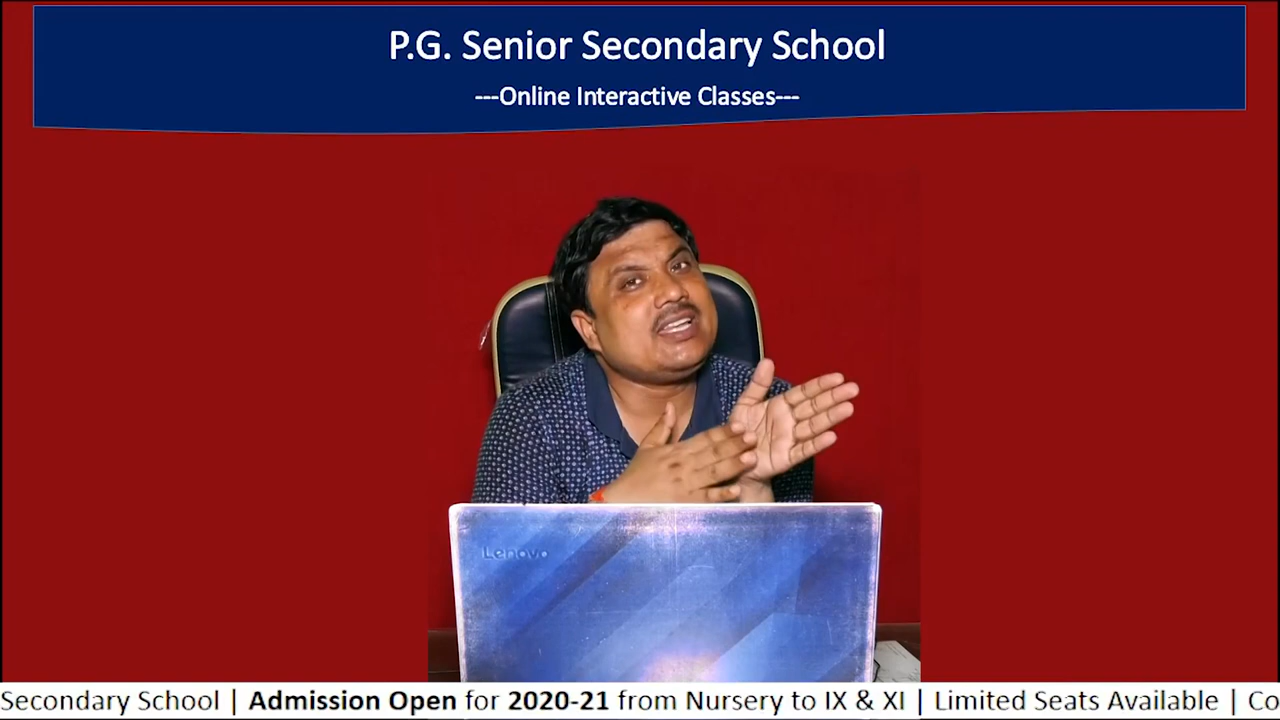 P.G. Senior Secondary School
---Online Interactive Classes---
Lenovo
Secondary School | Admission Open for 2020-21 from Nursery to IX & XI | Limited Seats Available | Co